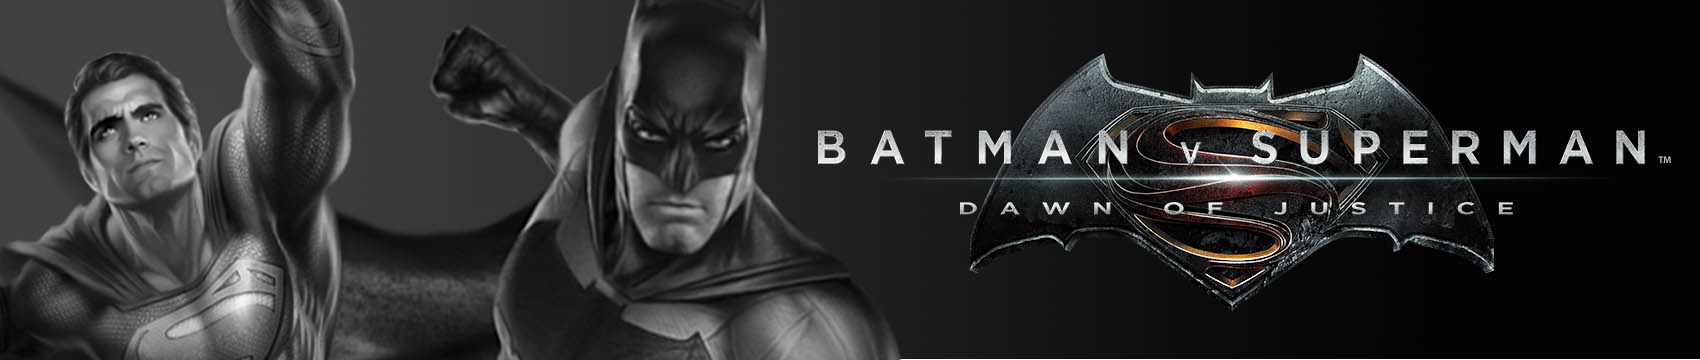 BATMAN v SUPERMAN™
DAWN OF JUSTICE